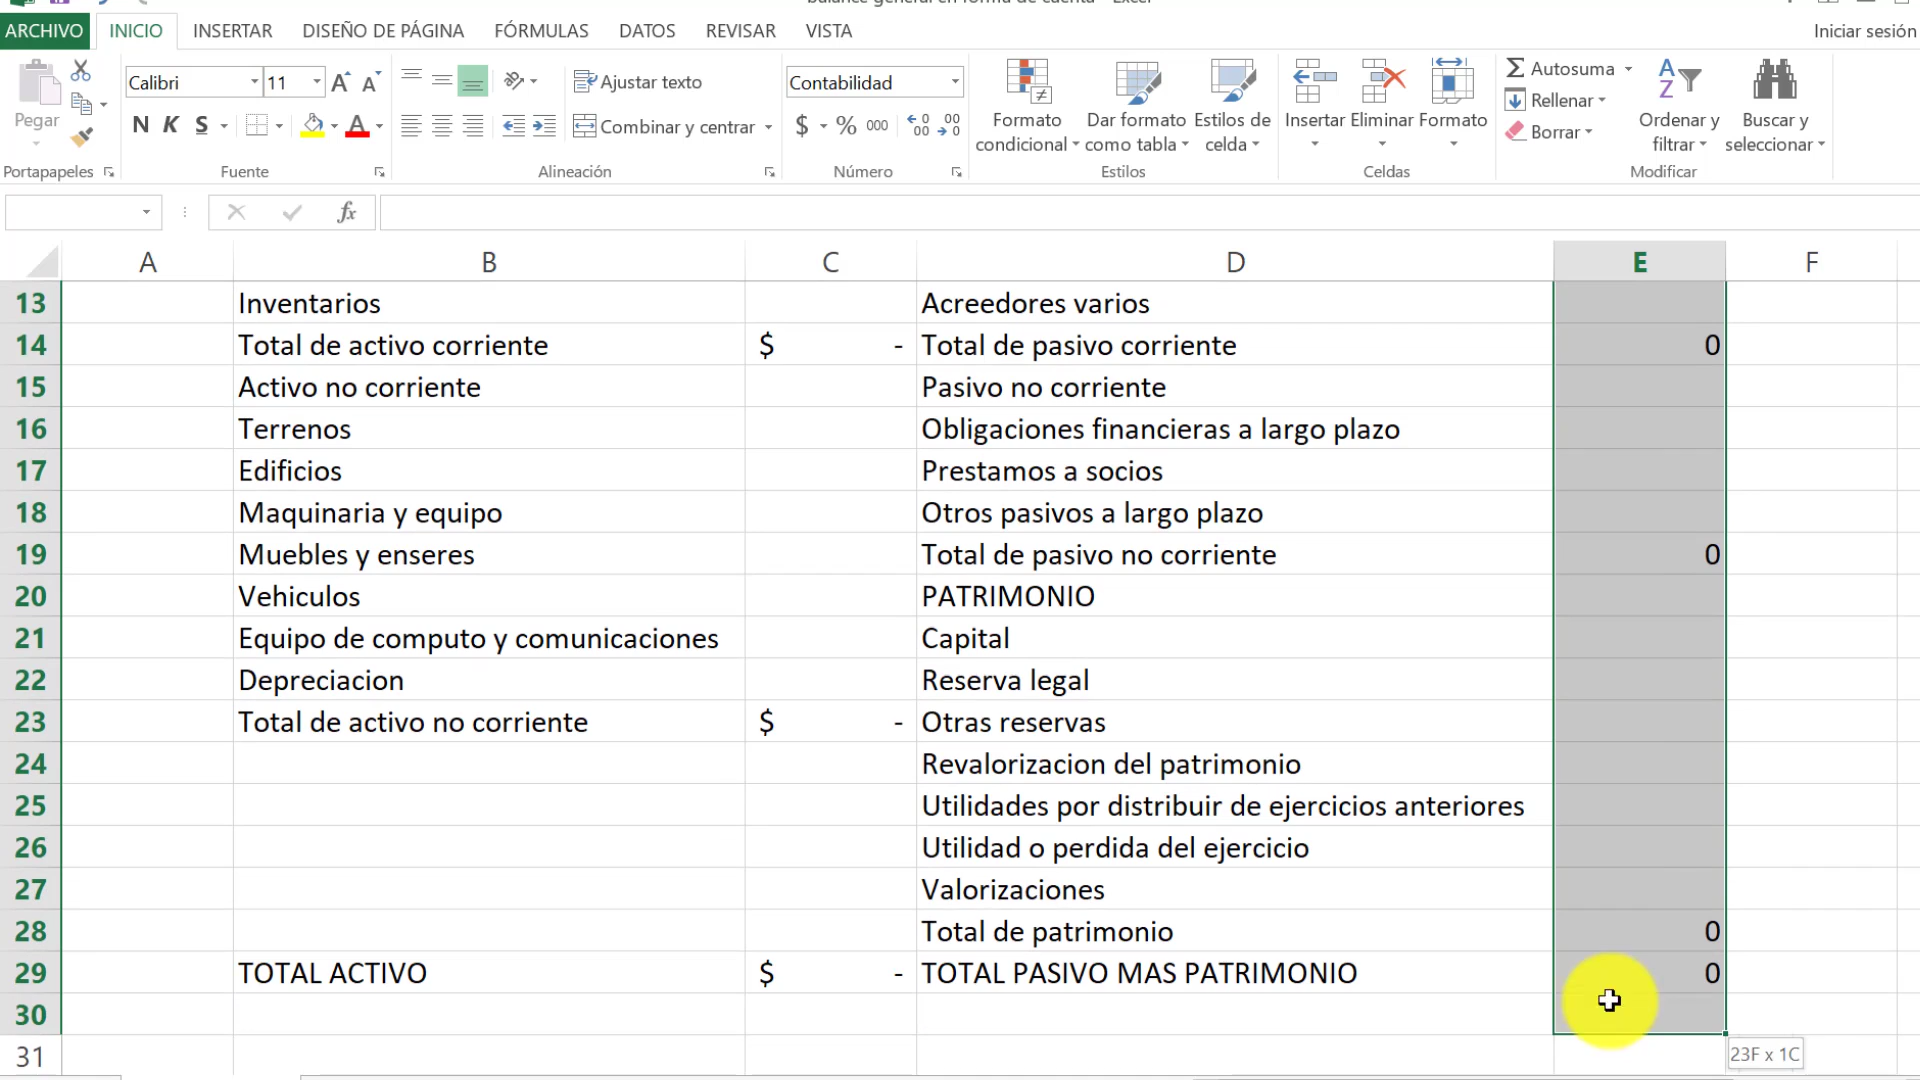 balance general en forma de cuenta - Excel
ARCHIVO INICIO INSERTAR DISEÑO DE PÁGINA FÓRMULAS DATOS REVISAR VISTA Iniciar sesión
Calibri 11 Ajustar texto Contabilidad Autosuma
Rellenar
Pegar Formato Dar formato Estilos de Insertar Eliminar Formato Ordenar y Buscar y
N K S A Combinar y centrar $ % 000 condicional como tabla celda Borrar filtrar seleccionar
Portapapeles Fuente Alineación Número Estilos Celdas Modificar
fx
A B C D E F
13 Inventarios Acreedores varios
14 Total de activo corriente $ - Total de pasivo corriente 0
15 Activo no corriente Pasivo no corriente
16 Terrenos Obligaciones financieras a largo plazo
17 Edificios Prestamos a socios
18 Maquinaria y equipo Otros pasivos a largo plazo
19 Muebles y enseres Total de pasivo no corriente 0
20 Vehiculos PATRIMONIO
21 Equipo de computo y comunicaciones Capital
22 Depreciacion Reserva legal
23 Total de activo no corriente $ - Otras reservas
24 Revalorizacion del patrimonio
25 Utilidades por distribuir de ejercicios anteriores
26 Utilidad o perdida del ejercicio
27 Valorizaciones
28 Total de patrimonio 0
29 TOTAL ACTIVO $ - TOTAL PASIVO MAS PATRIMONIO 0
30
31 23F x 1C